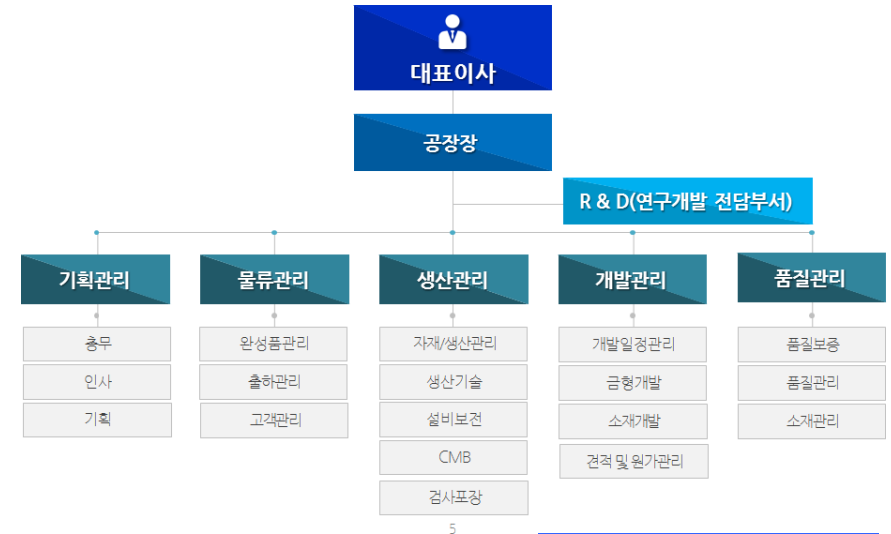 대표이사
공장장
R & D(연구개발 전담부서)
기획관리
물류관리
생산관리
개발관리
품질관리
총무
인사
기획
완성품관리
출하관리
고객관리
자재/생산관리
생산기술
설비보전
CMB
검사포장
개발일정관리
금형개발
소재개발
견적 및 원가관리
품질보증
품질관리
소재관리
5